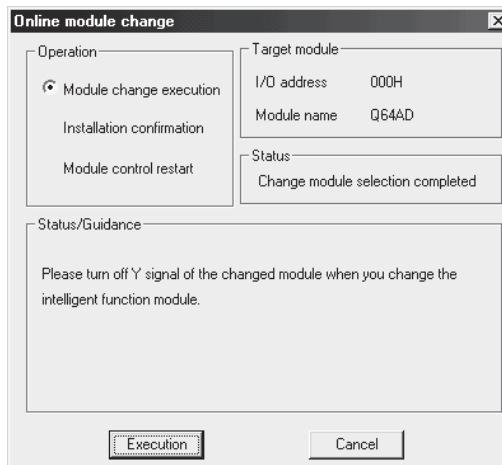 Online module change
Operation
Module change execution
Installation confirmation
Module control restart
Target module
I/O address 000H
Module name Q64AD
Status
Change module selection completed
Status/Guidance
Please turn off Y signal of the changed module when you change the
intelligent function module.
Execution
Cancel